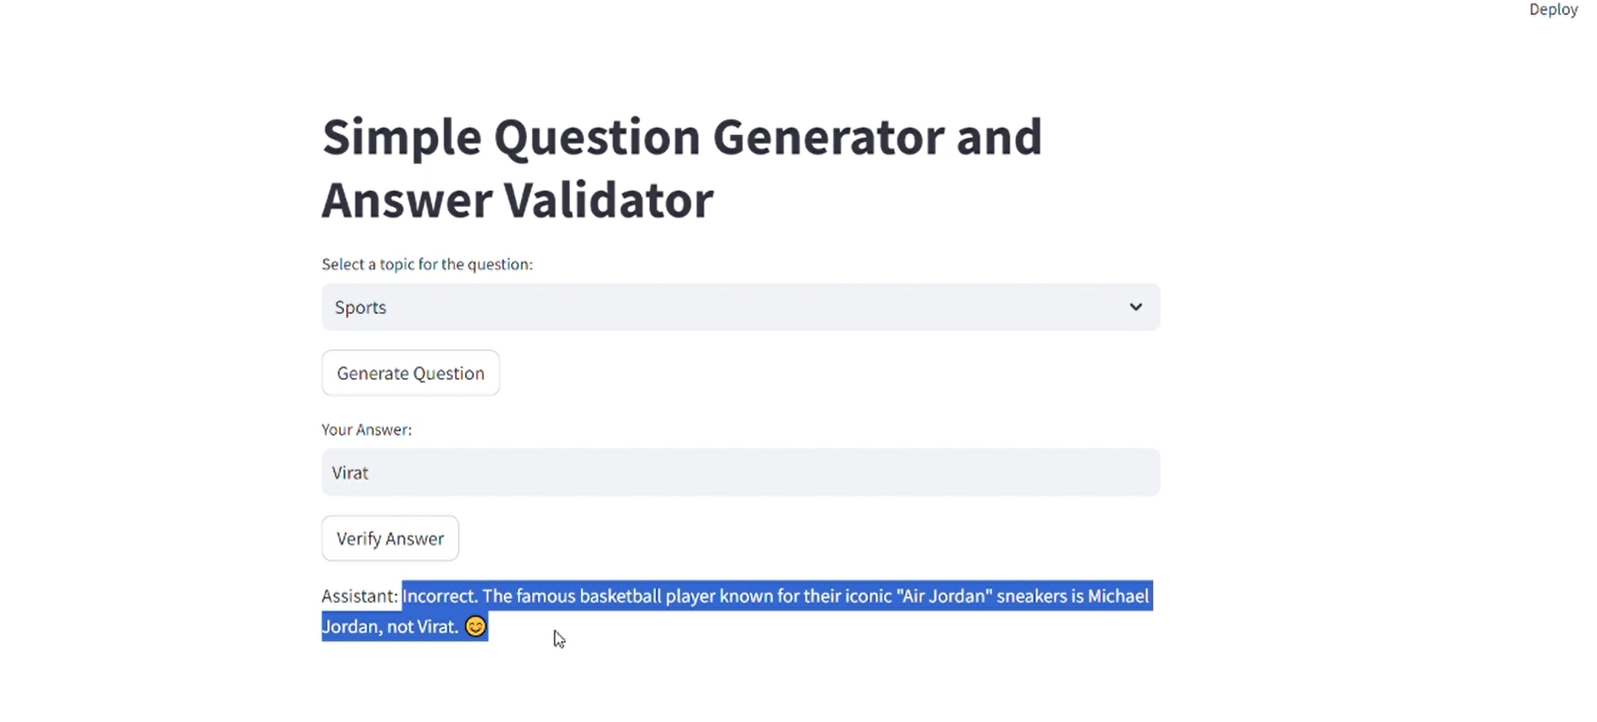 Deploy
Simple Question Generator and
Answer Validator
Select a topic for the question:
Sports
Generate Question
Your Answer:
Virat
Verify Answer
Assistant: Incorrect. The famous basketball player known for their iconic "Air Jordan" sneakers is Michael
Jordan, not Virat. 😊